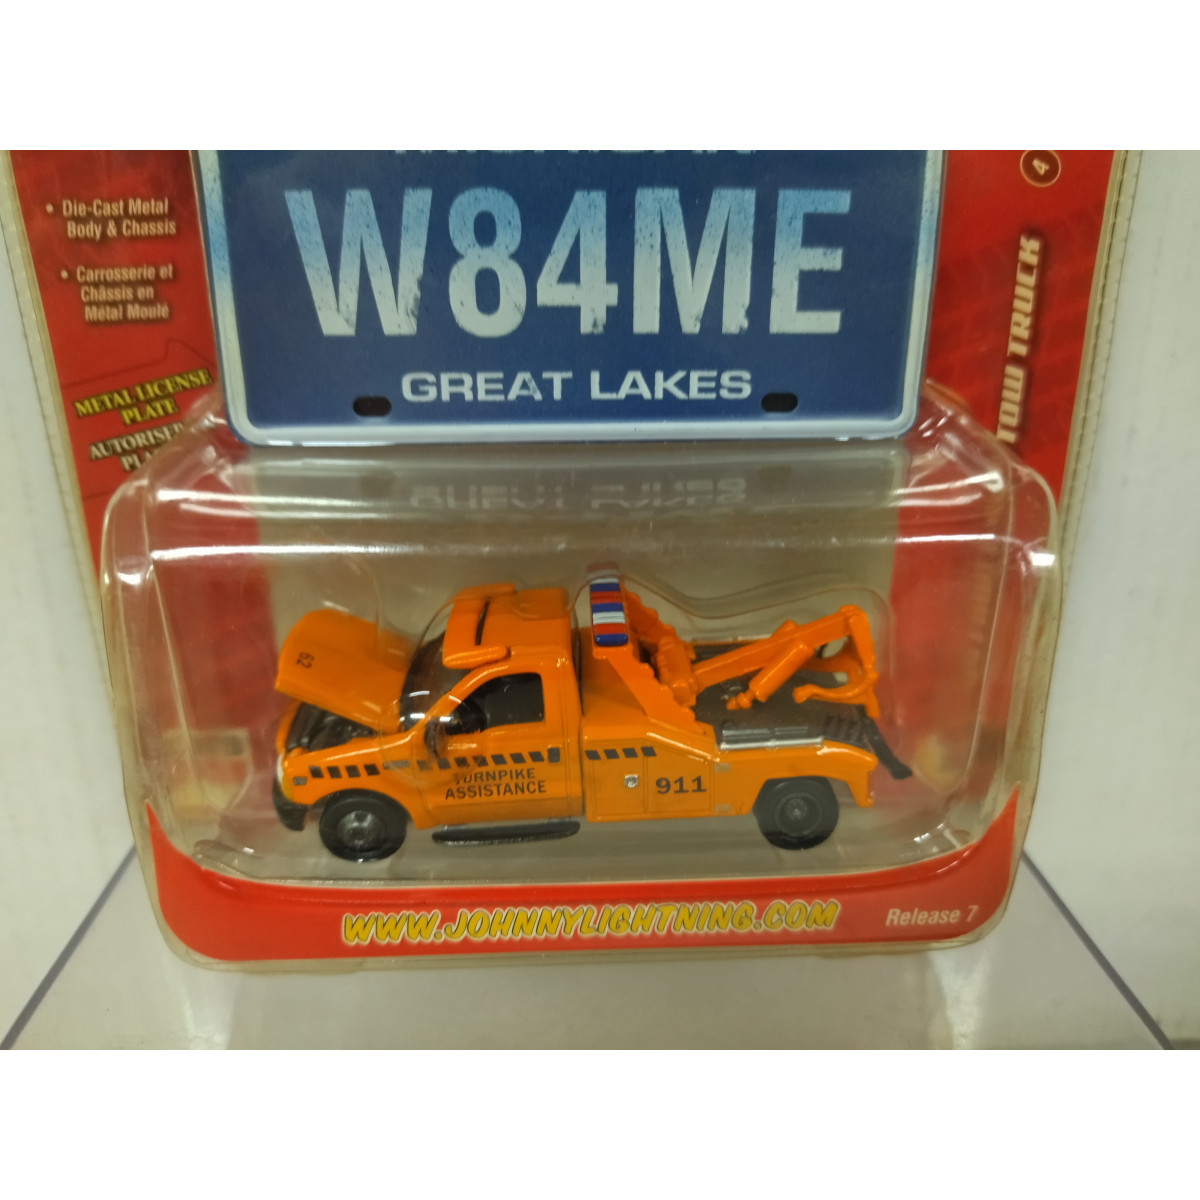 W84ME
GREAT LAKES
• Die-Cast Metal
Body & Chassis
• Carrosserie et
Châssis en
Métal Moulé
METAL LICENSE
PLATE
4
TOW TRUCK
62
TURNPIKE
ASSISTANCE
911
WWW.JOHNNYLIGHTNING.COM
Release 7